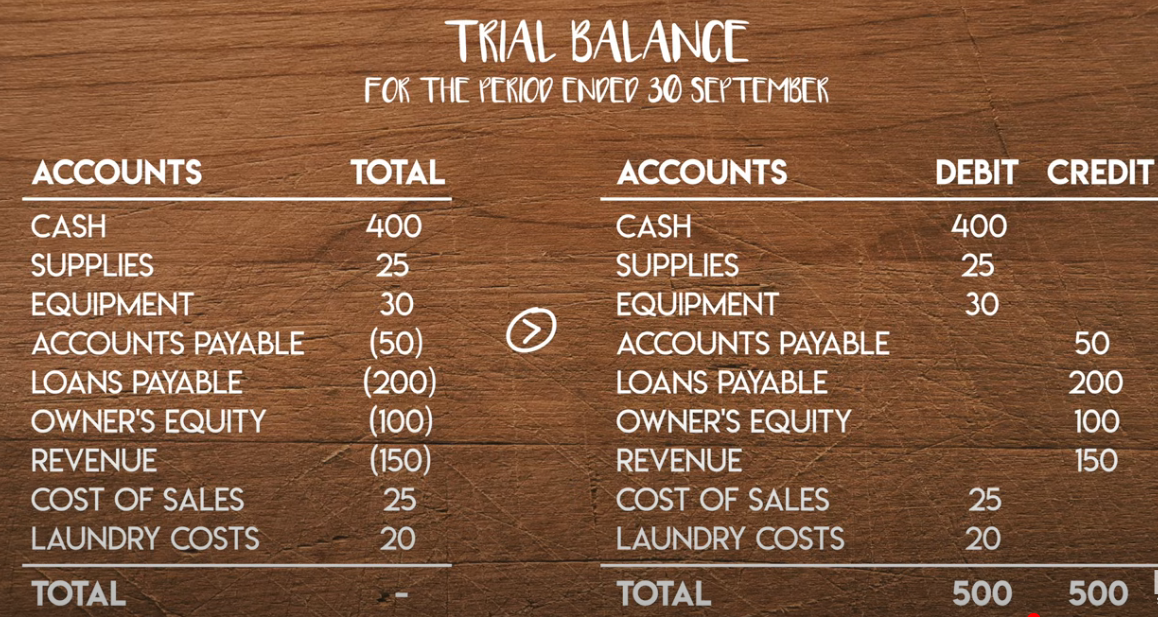 TRIAL BALANCE
FOR THE PERIOD ENDED 30 SEPTEMBER
ACCOUNTS TOTAL
CASH 400
SUPPLIES 25
EQUIPMENT 30
ACCOUNTS PAYABLE (50)
LOANS PAYABLE (200)
OWNER'S EQUITY (100)
REVENUE (150)
COST OF SALES 25
LAUNDRY COSTS 20
TOTAL -
ACCOUNTS DEBIT CREDIT
CASH 400
SUPPLIES 25
EQUIPMENT 30
ACCOUNTS PAYABLE 50
LOANS PAYABLE 200
OWNER'S EQUITY 100
REVENUE 150
COST OF SALES 25
LAUNDRY COSTS 20
TOTAL 500 500